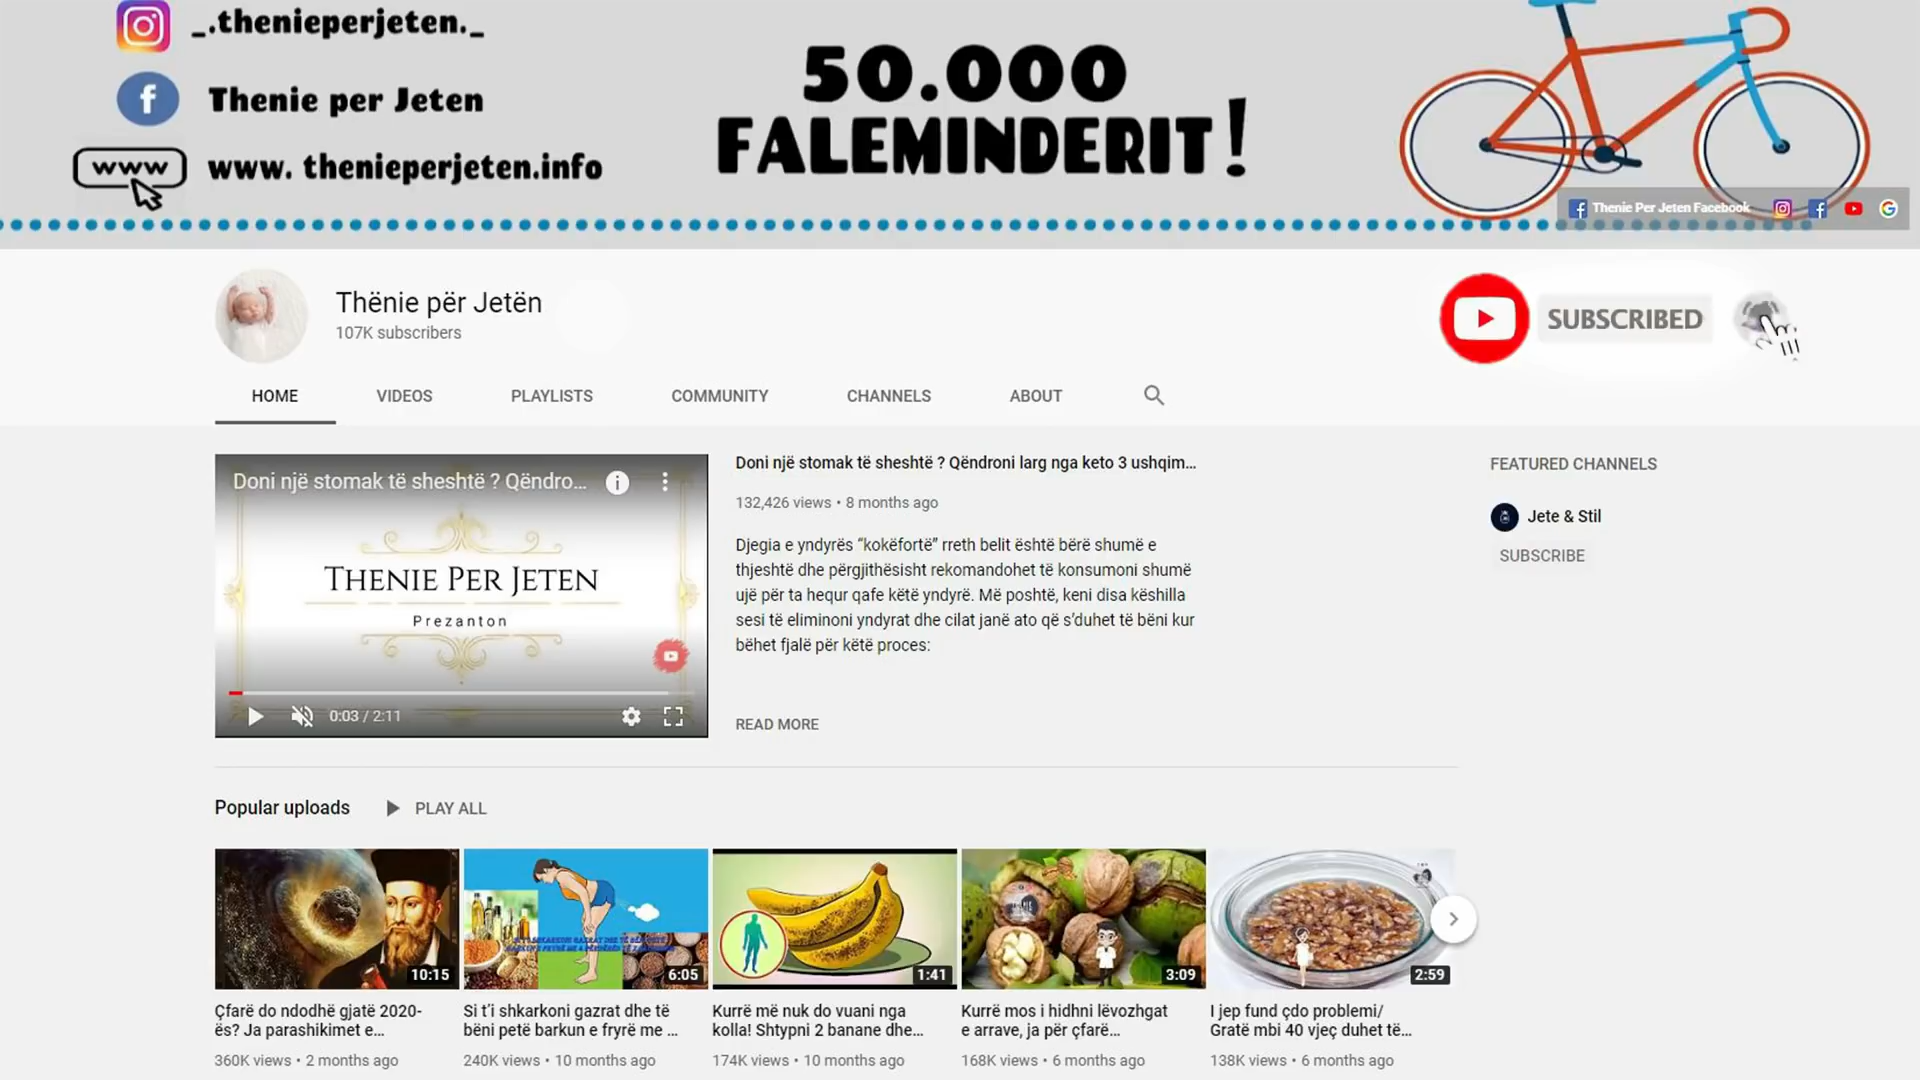 _.thenieperjeten._
Thenie per Jeten
www
www. thenieperjeten.info
50.000
FALEMINDERIT!
Thenie Per Jeten Facebook
Thënie për Jetën
107K subscribers
SUBSCRIBED
HOME
VIDEOS
PLAYLISTS
COMMUNITY
CHANNELS
ABOUT
Doni një stomak të sheshtë ? Qëndro...
THENIE PER JETEN
Prezanton
0:03 / 2:11
Doni një stomak të sheshtë ? Qëndroni larg nga keto 3 ushqim...
132,426 views • 8 months ago
Djegia e yndyrës “kokëfortë” rreth belit është bërë shumë e
thjeshtë dhe përgjithësisht rekomandohet të konsumoni shumë
ujë për ta hequr qafe këtë yndyrë. Më poshtë, keni disa këshilla
sesi të eliminoni yndyrat dhe cilat janë ato që s’duhet të bëni kur
bëhet fjalë për këtë proces:
READ MORE
FEATURED CHANNELS
Jete & Stil
SUBSCRIBE
Popular uploads
PLAY ALL
10:15
Çfarë do ndodhë gjatë 2020-
ës? Ja parashikimet e...
360K views • 2 months ago
6:05
Si t’i shkarkoni gazrat dhe të
bëni petë barkun e fryrë me ...
240K views • 10 months ago
1:41
Kurrë më nuk do vuani nga
kolla! Shtypni 2 banane dhe...
174K views • 10 months ago
3:09
Kurrë mos i hidhni lëvozhgat
e arrave, ja për çfarë...
168K views • 6 months ago
2:59
I jep fund çdo problemi/
Gratë mbi 40 vjeç duhet të...
138K views • 6 months ago